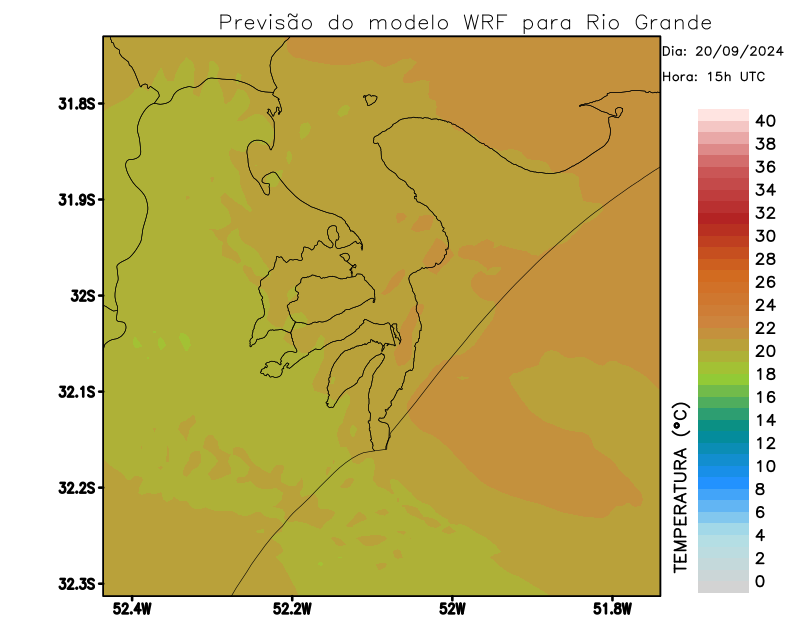 Previsão do modelo WRF para Rio Grande
Dia: 20/09/2024
Hora: 15h UTC
31.8S
31.9S
32S
32.1S
32.2S
32.3S
52.4W
52.2W
52W
51.8W
TEMPERATURA (°C)
40
38
36
34
32
30
28
26
24
22
20
18
16
14
12
10
8
6
4
2
0